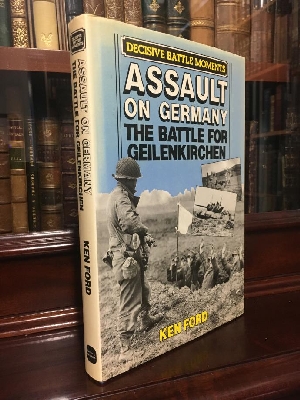 DECISIVE BATTLE MOMENTS
ASSAULT
ON GERMANY
THE BATTLE FOR
GEILENKIRCHEN
KEN FORD
ASSAULT ON GERMANY
THE BATTLE FOR GEILENKIRCHEN
KEN FORD